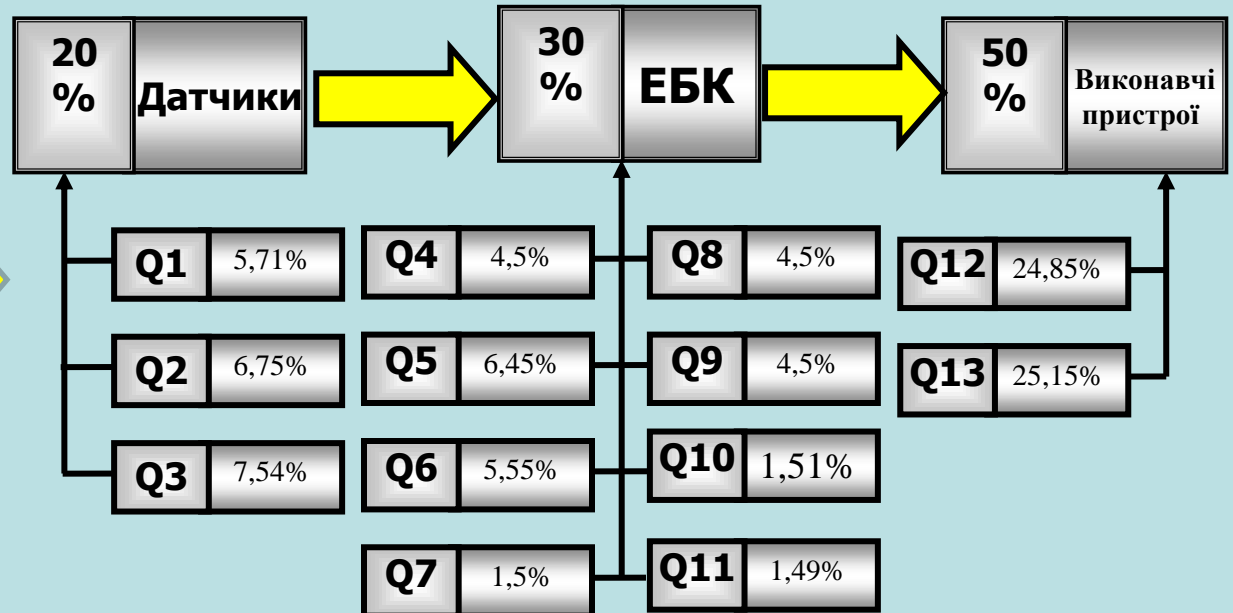 20
%
Датчики
30
%
ЕБК
50
%
Виконавчі
пристрої
Q1 5,71%
Q2 6,75%
Q3 7,54%
Q4 4,5%
Q5 6,45%
Q6 5,55%
Q7 1,5%
Q8 4,5%
Q9 4,5%
Q10 1,51%
Q11 1,49%
Q12 24,85%
Q13 25,15%